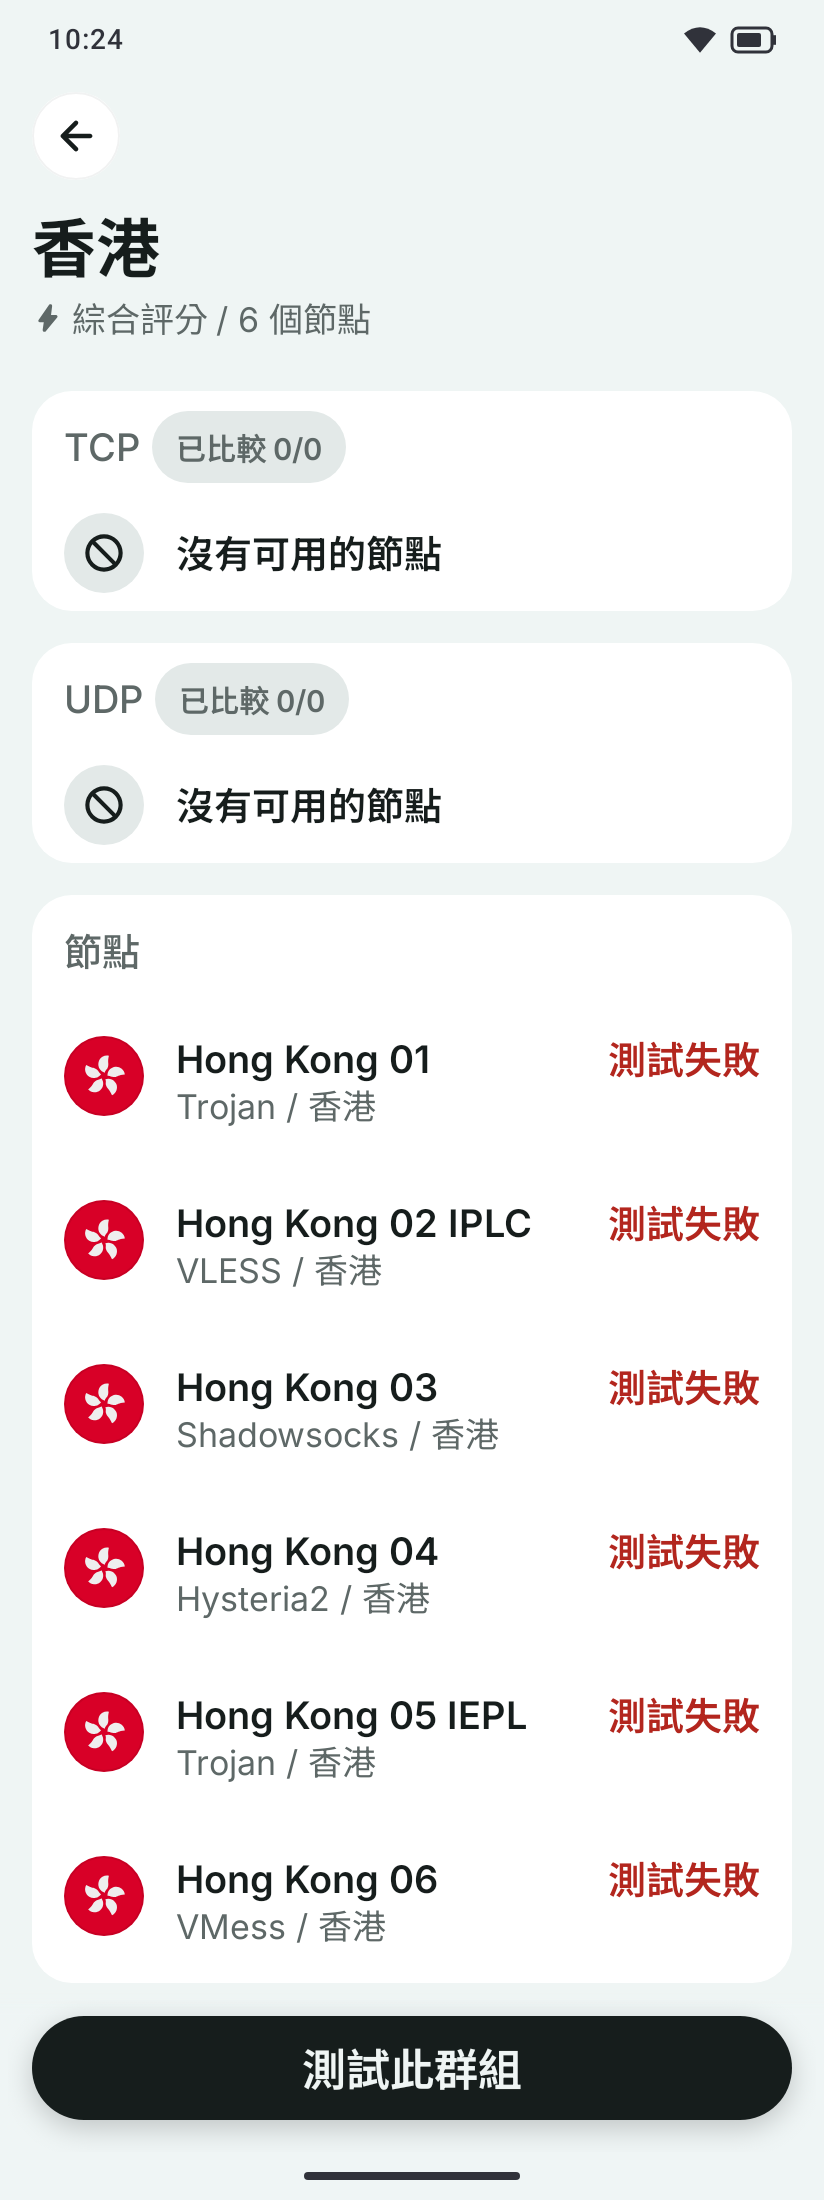 10:24
香港
綜合評分 / 6 個節點
TCP 已比較 0/0
沒有可用的節點
UDP 已比較 0/0
沒有可用的節點
節點
Hong Kong 01 測試失敗
Trojan / 香港
Hong Kong 02 IPLC 測試失敗
VLESS / 香港
Hong Kong 03 測試失敗
Shadowsocks / 香港
Hong Kong 04 測試失敗
Hysteria2 / 香港
Hong Kong 05 IEPL 測試失敗
Trojan / 香港
Hong Kong 06 測試失敗
VMess / 香港
測試此群組